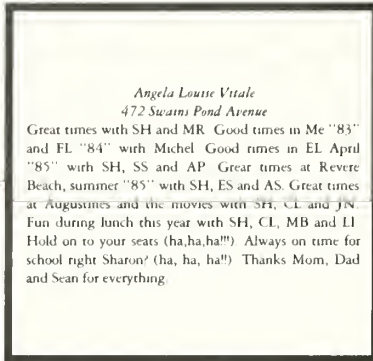 Angela Louise Vitale
472 Swains Pond Avenue
Great times with SH and MR Good times in Me "83"
and FL "84" with Michel Good times in EL April
"85" with SH, SS and AP Great times at Revere
Beach, summer "85" with SH, ES and AS. Great times
at Augustines and the movies with SH, CL and JN
Fun during lunch this year with SH, CL, MB and LI
Hold on to your seats (ha,ha,ha!!!) Always on time for
school right Sharon? (ha, ha, ha!!) Thanks Mom, Dad
and Sean for everything